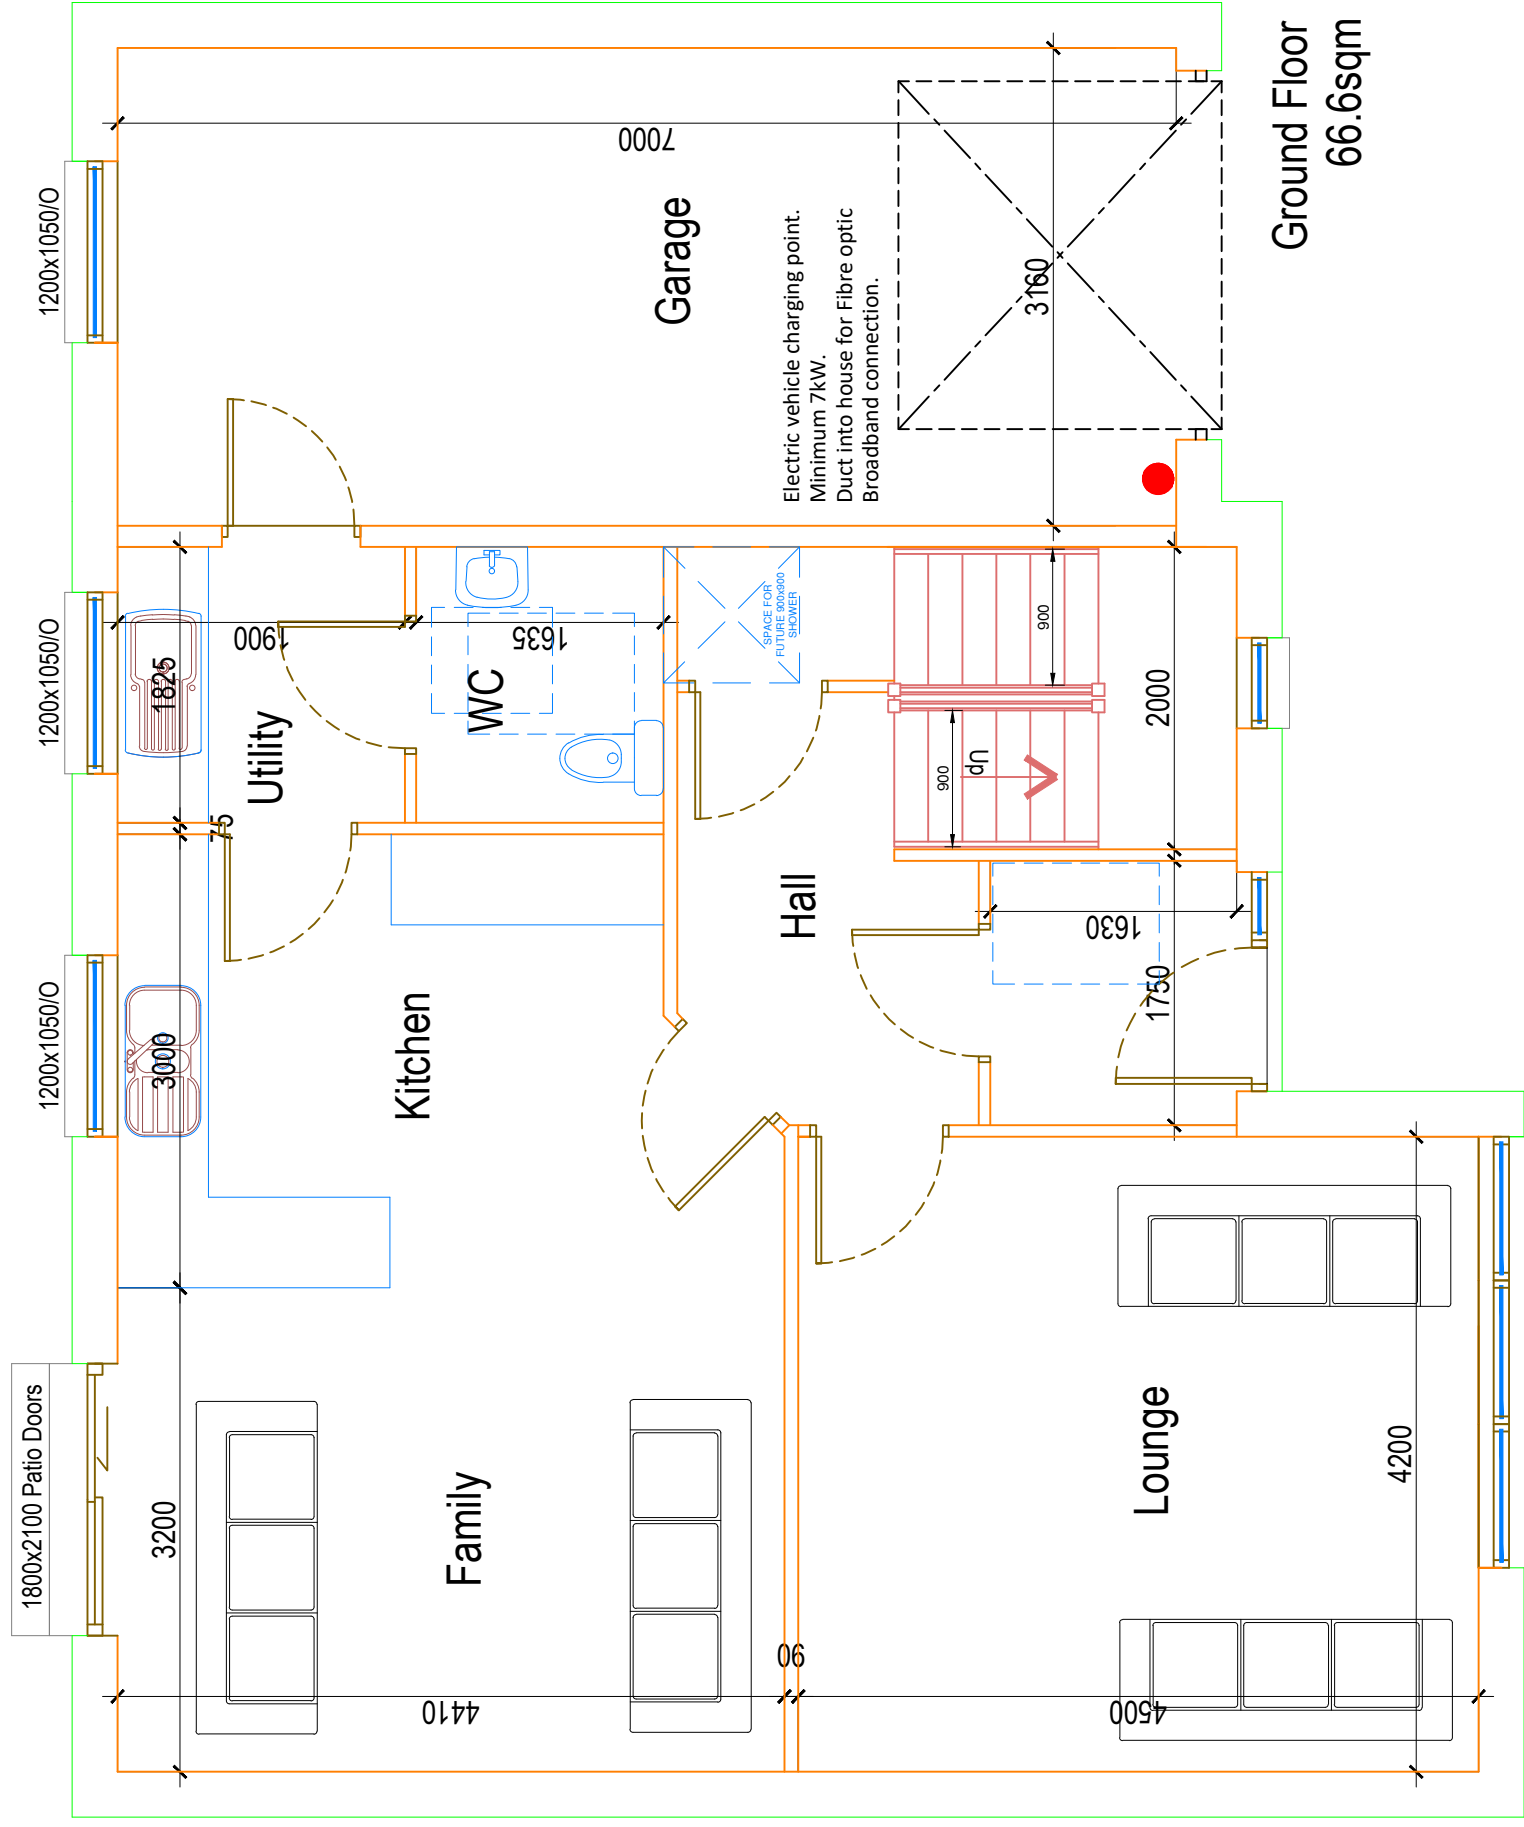 1800x2100 Patio Doors
1200x1050/O
1200x1050/O
1200x1050/O
3200
3000
75
1825
1900
1635
7000
Utility
WC
Kitchen
Family
Garage
Electric vehicle charging point.
Minimum 7kW.
Duct into house for Fibre optic
Broadband connection.
SPACE FOR
FUTURE 900x900
SHOWER
Hall
Up
900
900
3160
2000
1630
1750
4410
90
4500
Lounge
4200
Ground Floor
66.6sqm